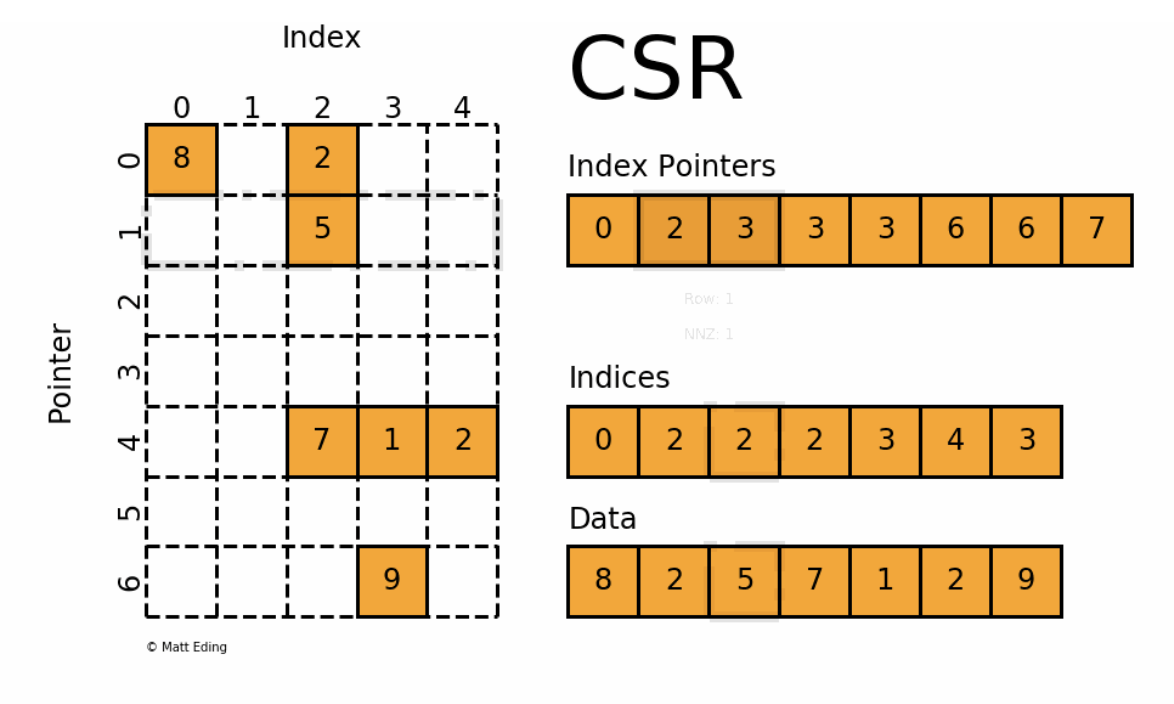 Index
CSR
0 1 2 3 4
0 8 2
Index Pointers
1 5
0 2 3 3 3 6 6 7
2
Row: 1
NNZ: 1
Pointer
3
Indices
4 7 1 2
0 2 2 2 3 4 3
5
Data
6 9
8 2 5 7 1 2 9
© Matt Eding